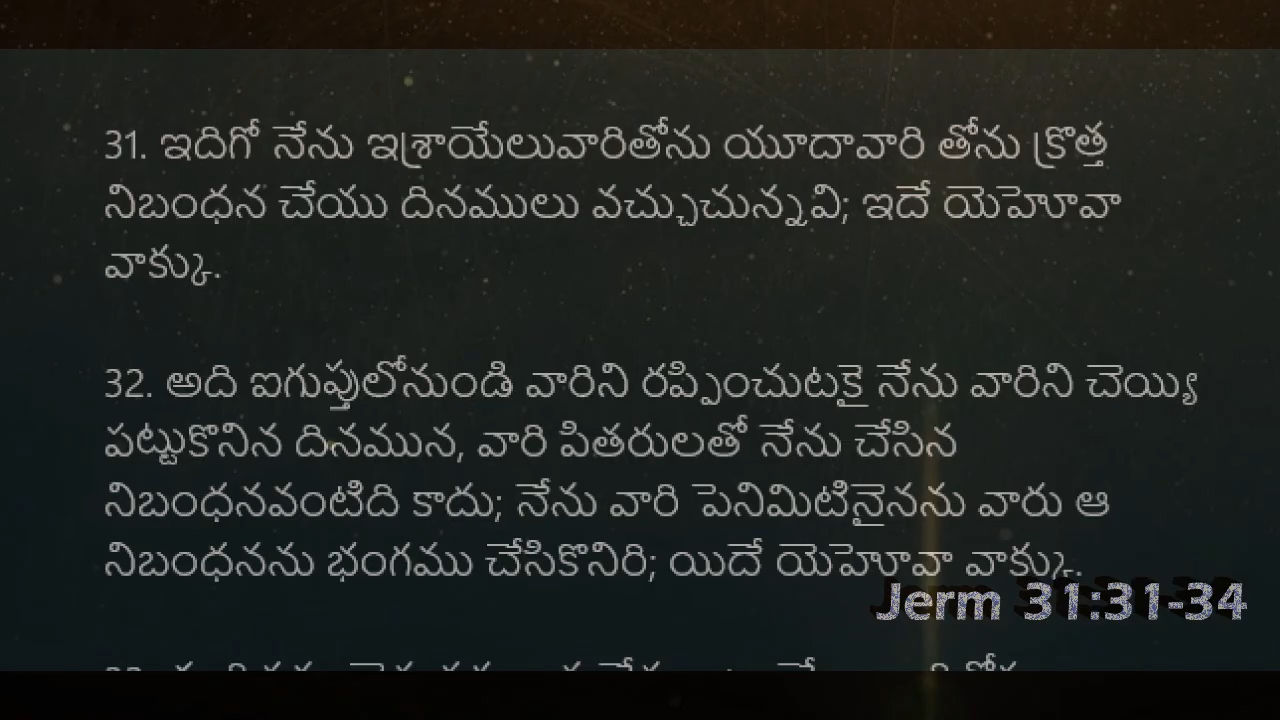 31. ఇదిగో నేను ఇశ్రాయేలువారితోను యూదావారి తోను క్రొత్త
నిబంధన చేయు దినములు వచ్చుచున్నవి; ఇదే యెహోవా
వాక్కు.
32. అది ఐగుప్తులోనుండి వారిని రప్పించుటకై నేను వారిని చెయ్యి
పట్టుకొనిన దినమున, వారి పితరులతో నేను చేసిన
నిబంధనవంటిది కాదు; నేను వారి పెనిమిటినైనను వారు ఆ
నిబంధనను భంగము చేసికొనిరి; యిదే యెహోవా వాక్కు.
Jerm 31:31-34